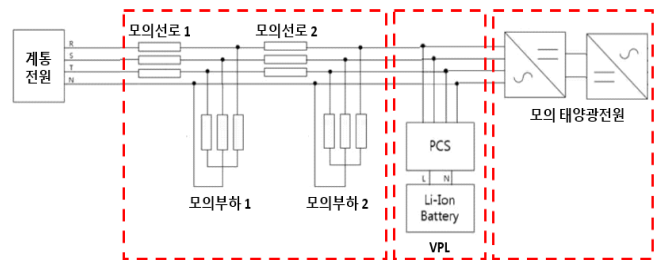 모의선로 1
모의선로 2
계통
전원
R
S
T
N
모의 태양광전원
PCS
L
N
Li-Ion
Battery
모의부하 1
모의부하 2
VPL